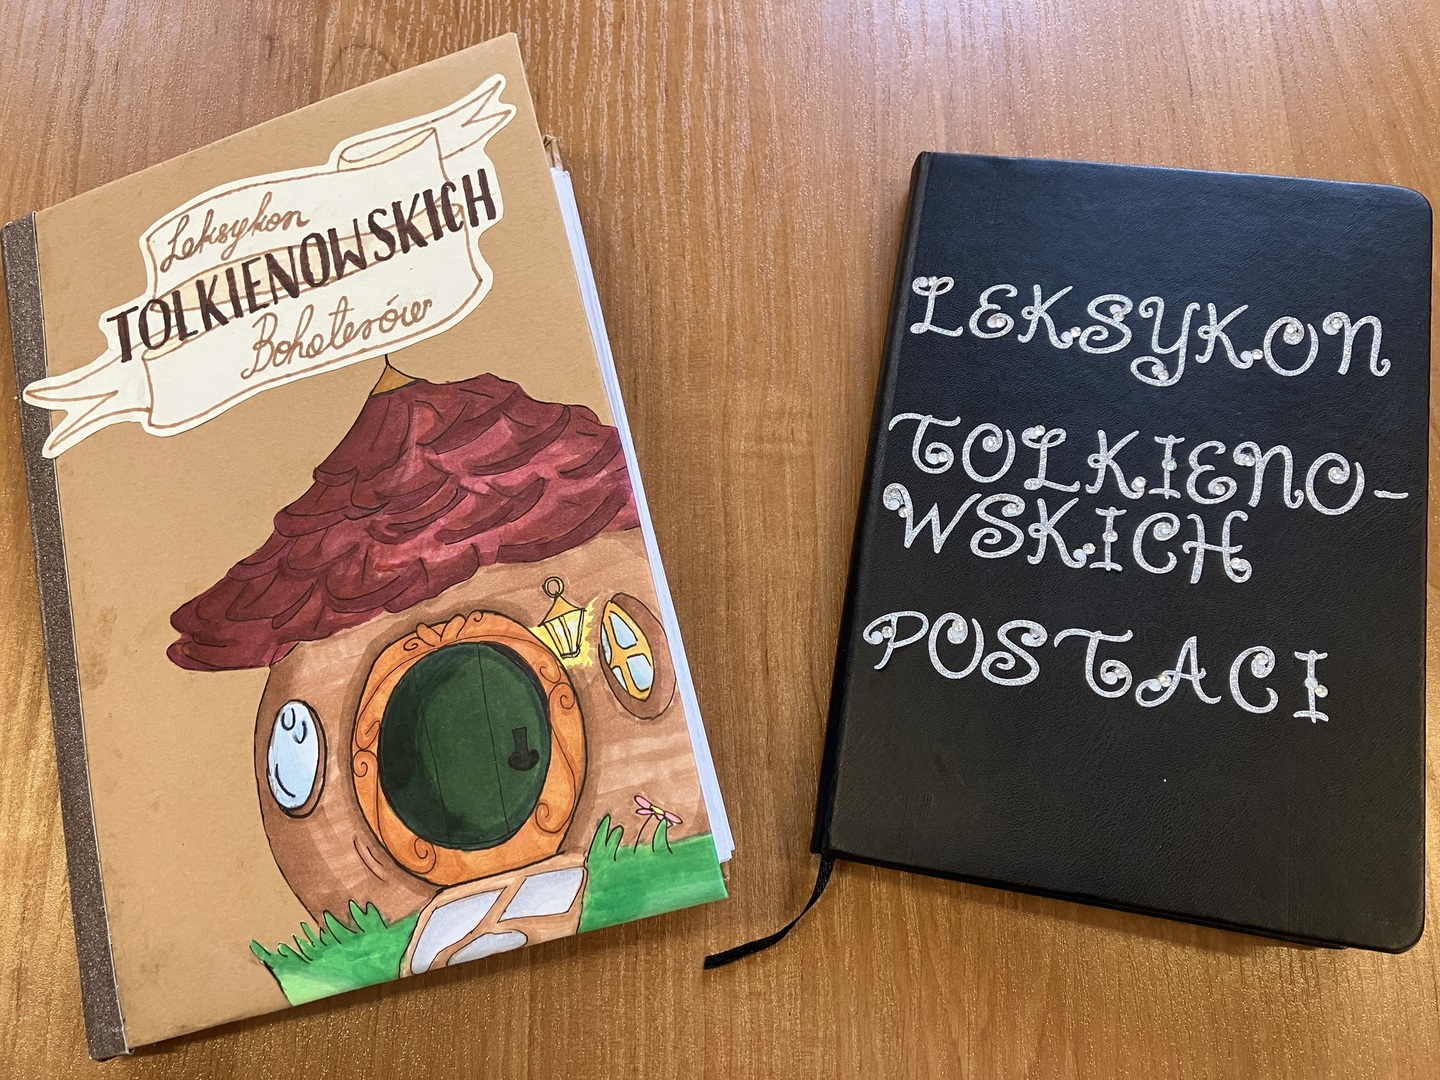 Leksykon
TOLKIENOWSKICH
Bohaterów
LEKSYKON
TOLKIENO-
WSKICH
POSTACI